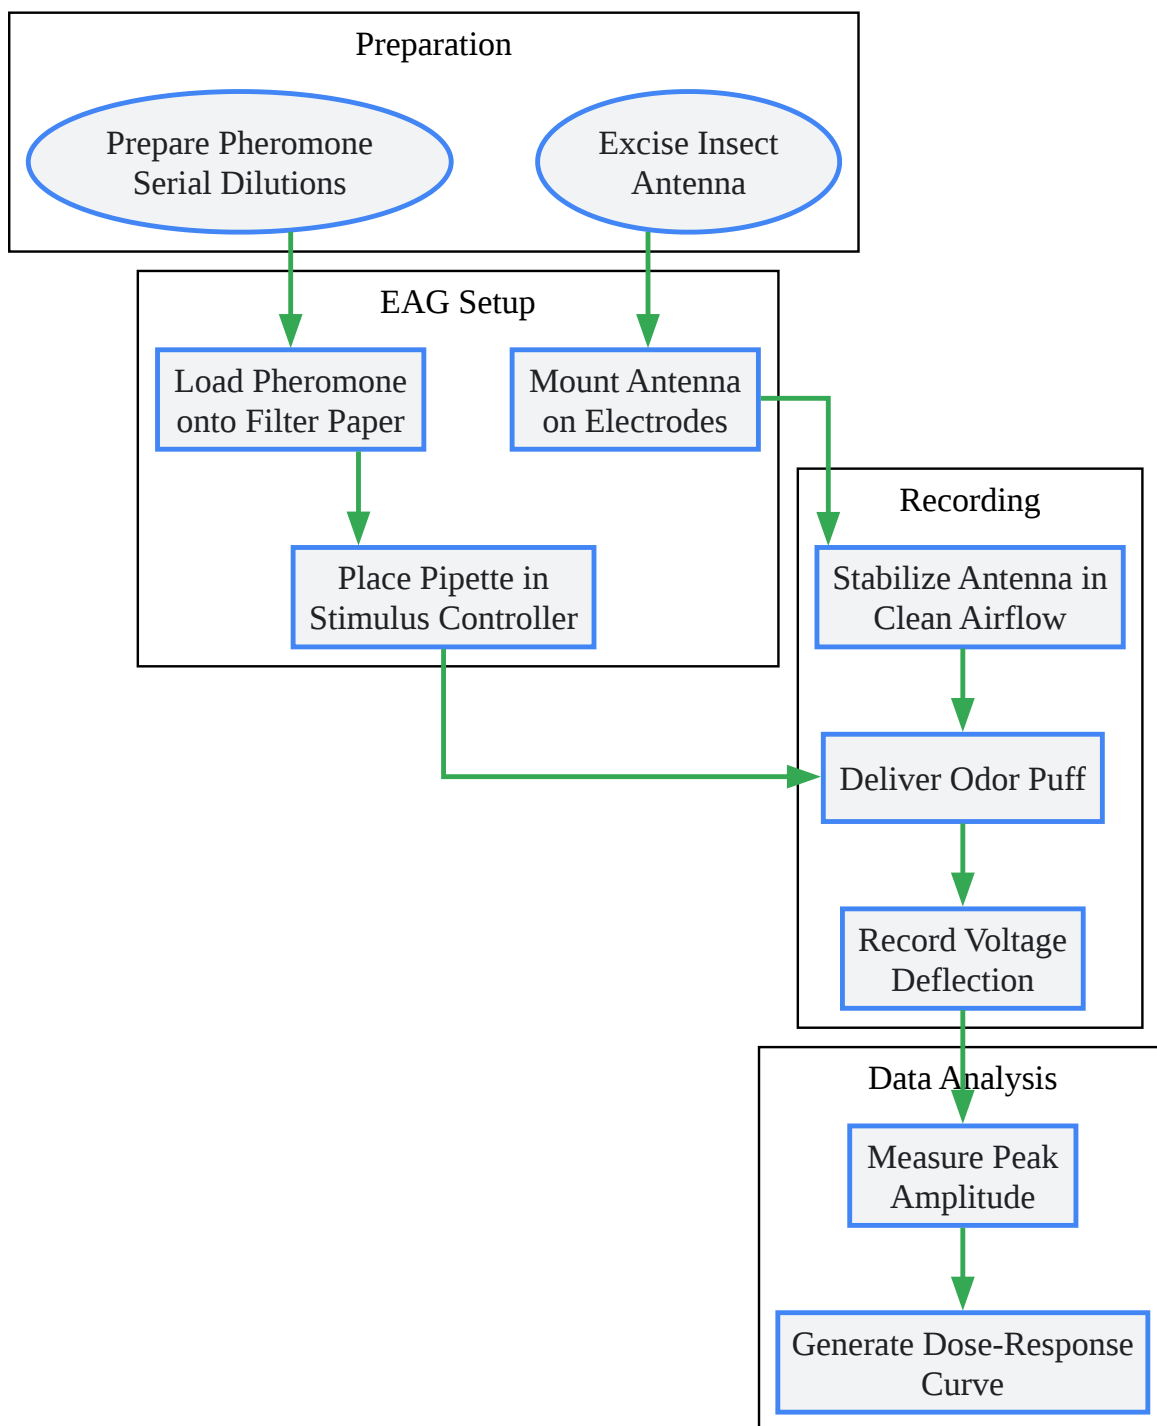 Preparation
Prepare Pheromone
Serial Dilutions
Excise Insect
Antenna
EAG Setup
Load Pheromone
onto Filter Paper
Mount Antenna
on Electrodes
Place Pipette in
Stimulus Controller
Recording
Stabilize Antenna in
Clean Airflow
Deliver Odor Puff
Record Voltage
Deflection
Data Analysis
Measure Peak
Amplitude
Generate Dose-Response
Curve